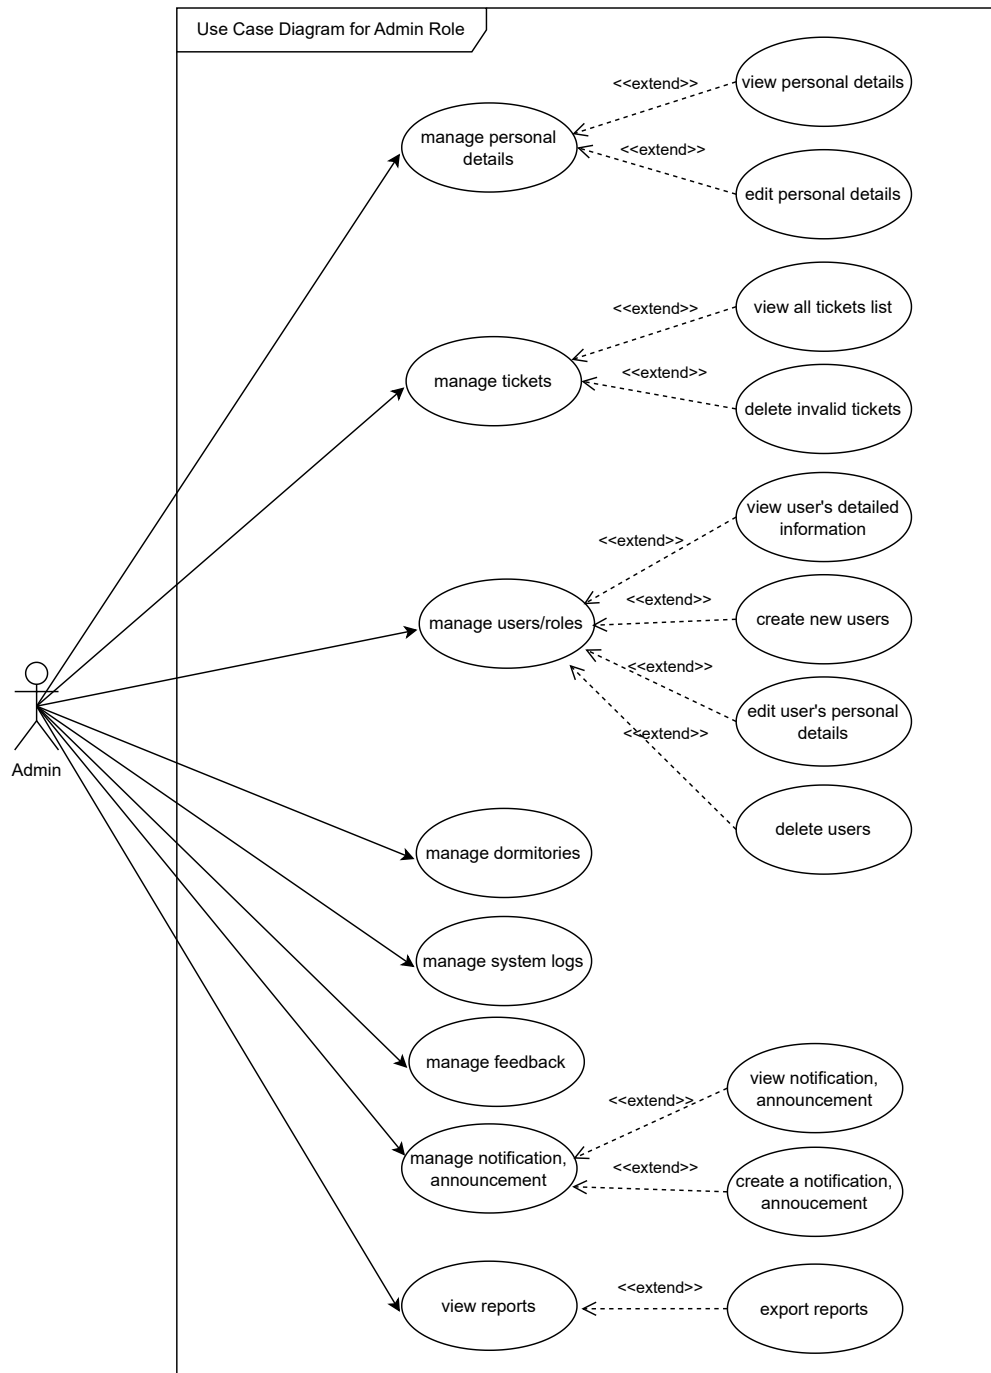 Use Case Diagram for Admin Role
<<extend>>
view personal details
manage personal
details
<<extend>>
edit personal details
<<extend>>
view all tickets list
manage tickets
<<extend>>
delete invalid tickets
view user's detailed
information
<<extend>>
manage users/roles
<<extend>>
create new users
<<extend>>
edit user's personal
details
<<extend>>
delete users
Admin
manage dormitories
manage system logs
manage feedback
<<extend>>
view notification,
announcement
manage notification,
announcement
<<extend>>
create a notification,
annoucement
view reports
<<extend>>
export reports